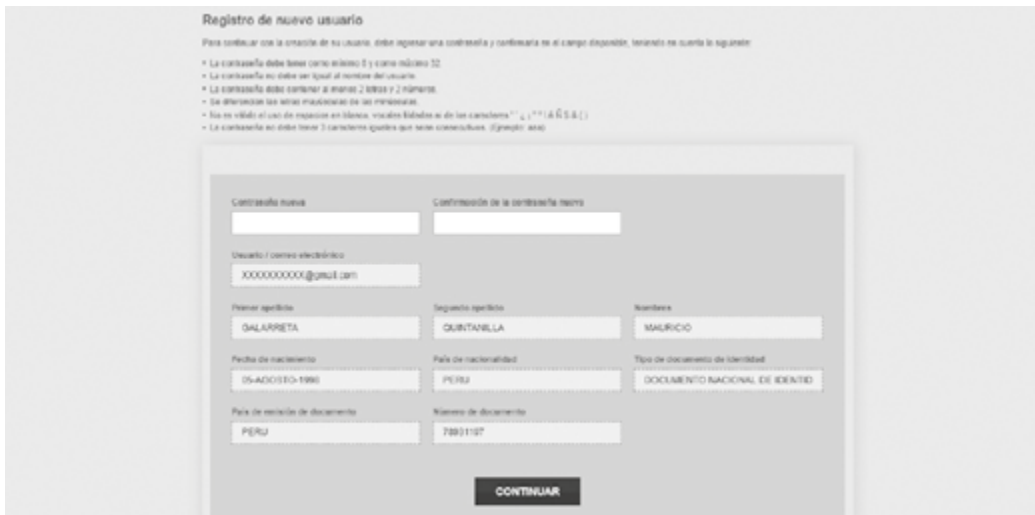 Registro de nuevo usuario
Para continuar con la creación de su usuario, debe ingresar una contraseña y confirmarla en el campo disponible, teniendo en cuenta lo siguiente:
• La contraseña debe tener como mínimo 8 y como máximo 32.
• La contraseña no debe ser igual al nombre del usuario.
• La contraseña debe contener al menos 2 letras y 2 números.
• Se diferencian las letras mayúsculas de las minúsculas.
• No es válido el uso de espacios en blanco, vocales tildadas ni de los caracteres
• La contraseña no debe tener 3 caracteres iguales que sean consecutivos. (Ejemplo: aaa)
Contraseña nueva Confirmación de la contraseña nueva
Usuario / correo electrónico
XXXXXXXXXX@gmail.com
Primer apellido Segundo apellido Nombres
GALARRETA QUINTANILLA MAURICIO
Fecha de nacimiento País de nacionalidad Tipo de documento de identidad
05-AGOSTO- PERU DOCUMENTO NACIONAL DE IDENTID
País de emisión de documento Número de documento
PERU
CONTINUAR